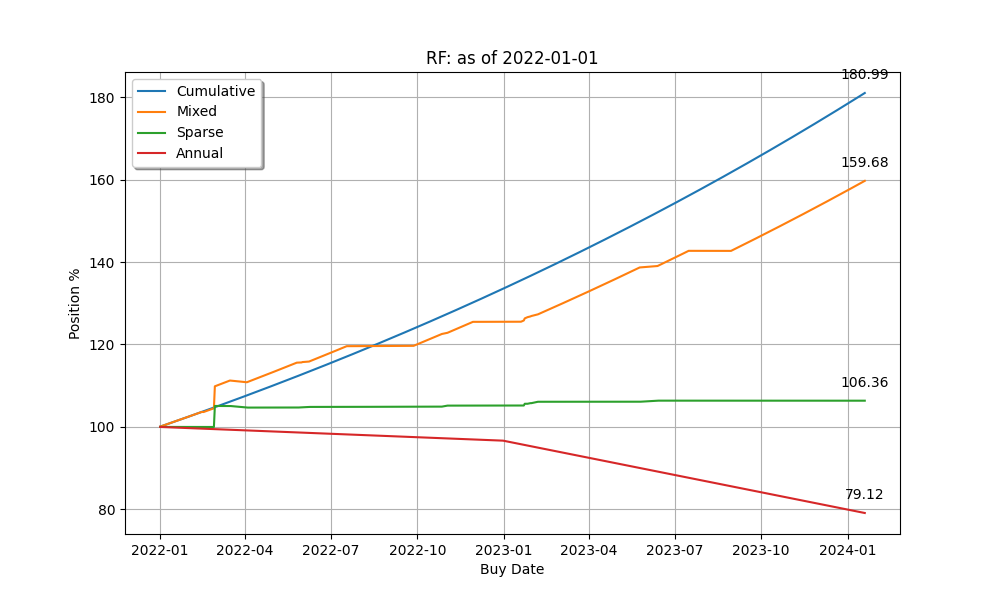 RF: as of 2022-01-01
Cumulative
Mixed
Sparse
Annual
180.99
159.68
106.36
79.12
180
160
140
120
100
80
Position %
2022-01 2022-04 2022-07 2022-10 2023-01 2023-04 2023-07 2023-10 2024-01
Buy Date